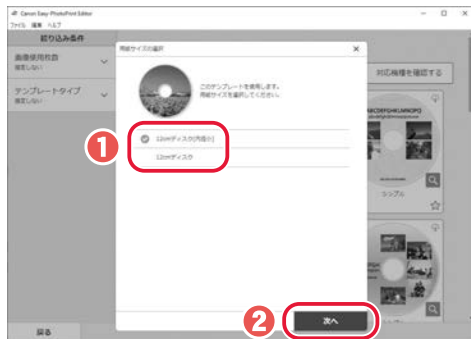 Canon Easy-PhotoPrint Editor
ファイル 編集 ヘルプ
絞り込み条件
画像使用枚数
指定しない
テンプレートタイプ
指定しない
用紙サイズの選択
このテンプレートを使用します。
用紙サイズを選択してください。
1
12cmディスク[内径小]
12cmディスク
対応機種を確認する
ABCDEFGHIJKLMNOPQ
シンプル
2
次へ
戻る